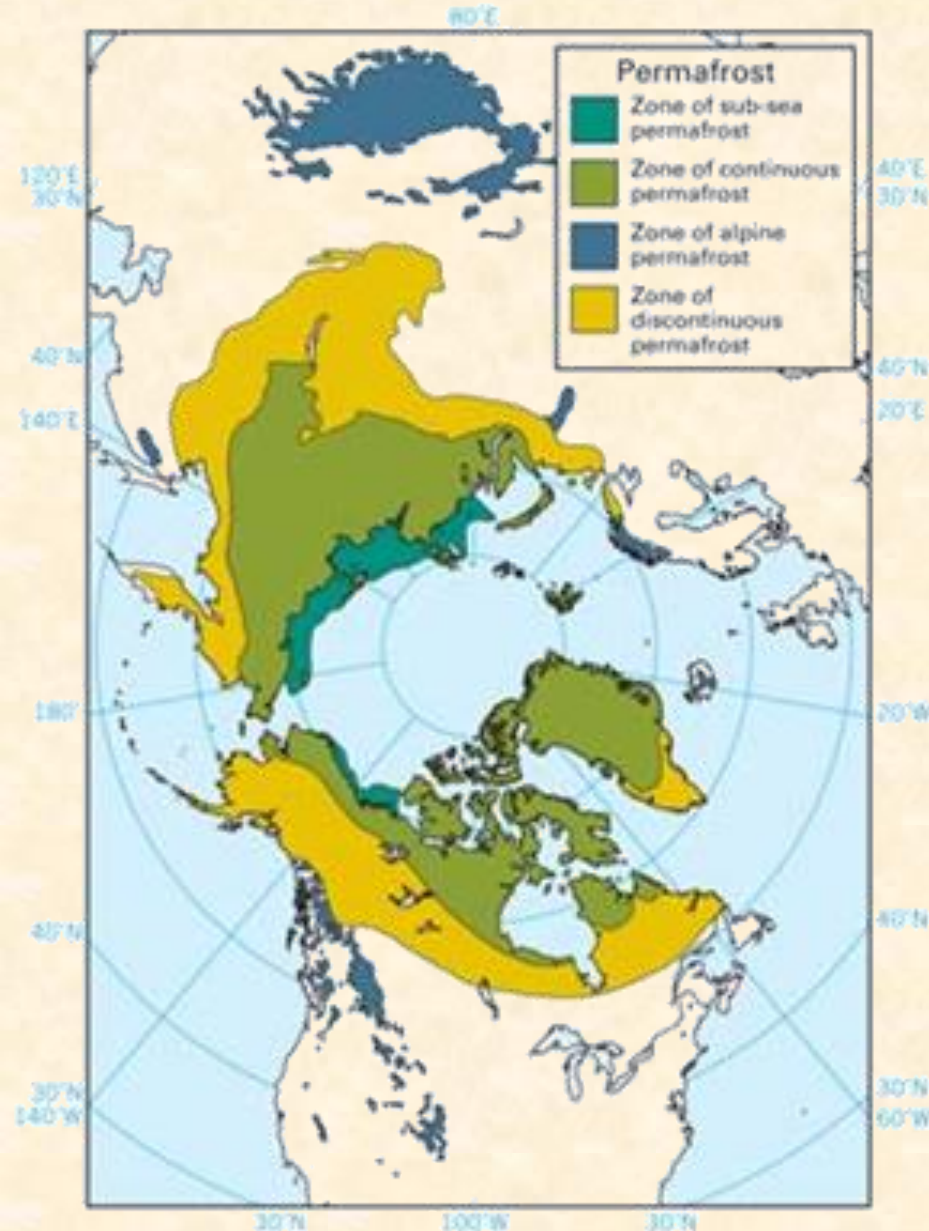 80°E
Permafrost
Zone of sub-sea
permafrost
Zone of continuous
permafrost
Zone of alpine
permafrost
Zone of
discontinuous
permafrost
120°E
30°N
40°E
30°N
40°N
140°E
40°N
20°E
180°
20°W
40°N
40°N
30°N
140°W
30°N
60°W
30°N
100°W
30°N